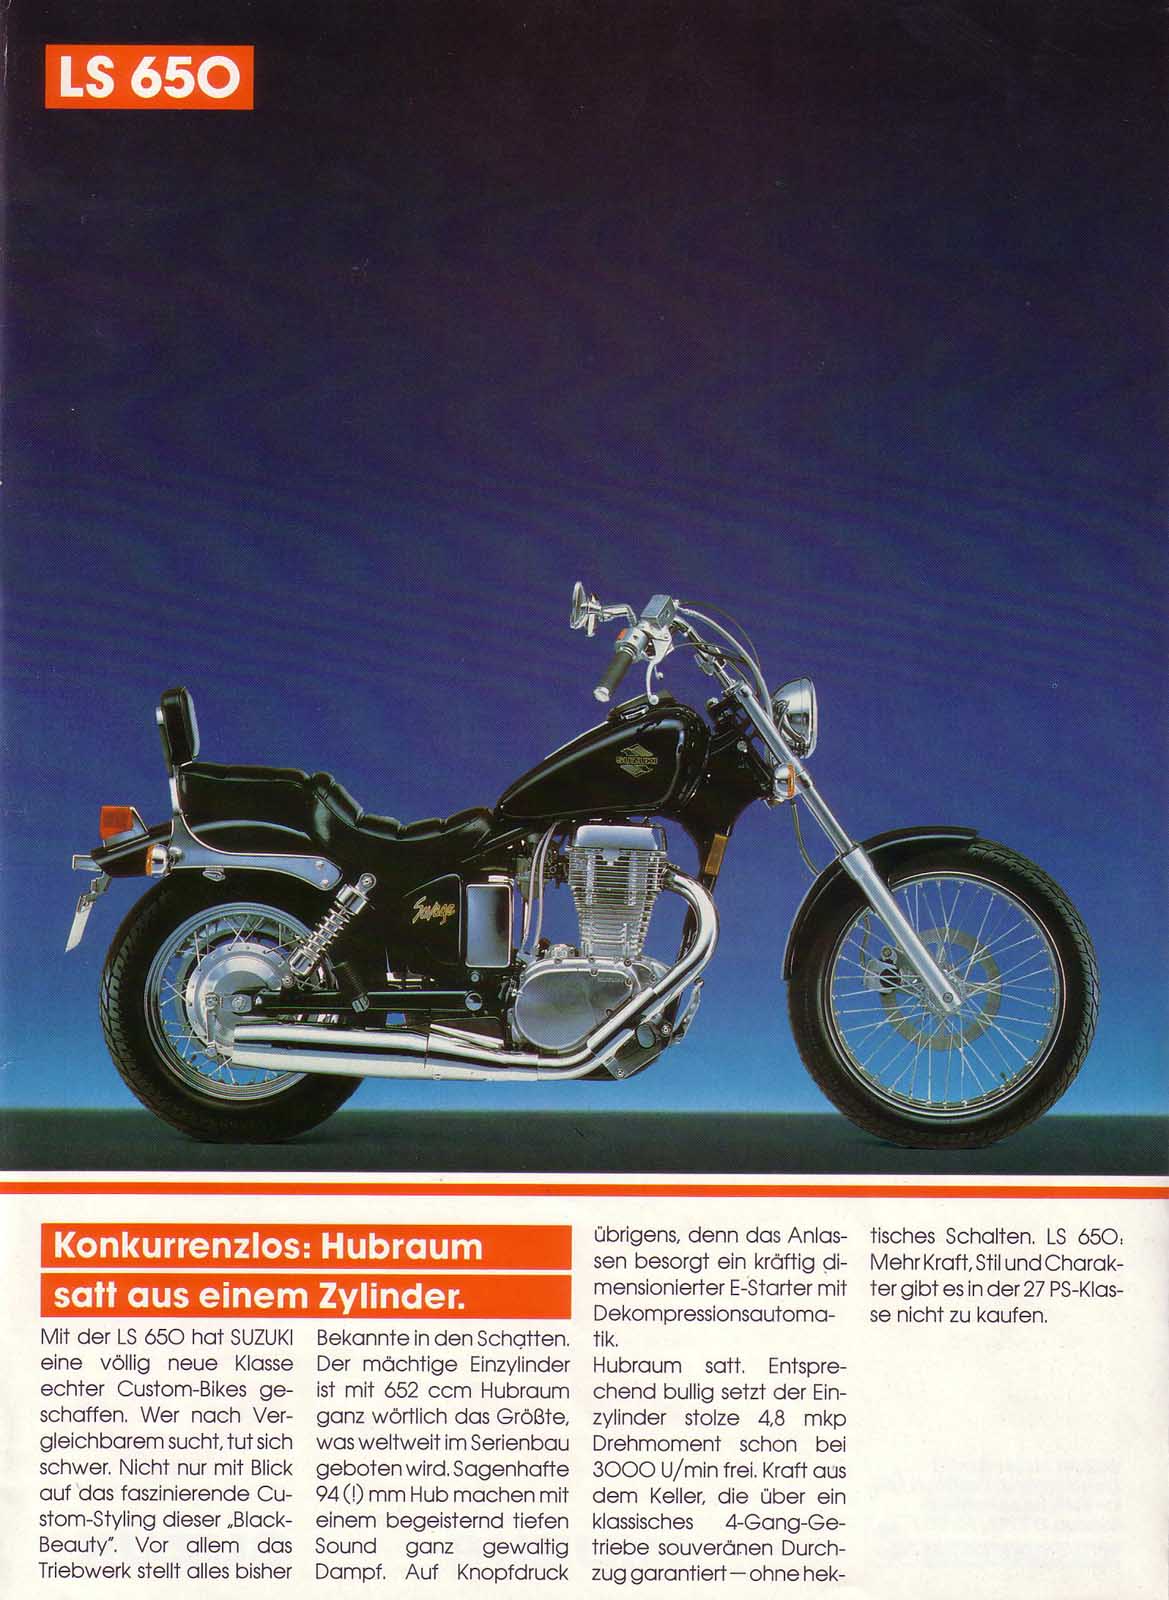 LS 650
SUZUKI
Savage
Konkurrenzlos: Hubraum
satt aus einem Zylinder.
Mit der LS 650 hat SUZUKI
eine völlig neue Klasse
echter Custom-Bikes ge-
schaffen. Wer nach Ver-
gleichbarem sucht, tut sich
schwer. Nicht nur mit Blick
auf das faszinierende Cu-
stom-Styling dieser „Black-
Beauty“. Vor allem das
Triebwerk stellt alles bisher
Bekannte in den Schatten.
Der mächtige Einzylinder
ist mit 652 ccm Hubraum
ganz wörtlich das Größte,
was weltweit im Serienbau
geboten wird. Sagenhafte
94 (!) mm Hub machen mit
einem begeisternd tiefen
Sound ganz gewaltig
Dampf. Auf Knopfdruck
übrigens, denn das Anlas-
sen besorgt ein kräftig di-
mensionierter E-Starter mit
Dekompressionsautoma-
tik.
Hubraum satt. Entspre-
chend bullig setzt der Ein-
zylinder stolze 4,8 mkp
Drehmoment schon bei
3000 U/min frei. Kraft aus
dem Keller, die über ein
klassisches 4-Gang-Ge-
triebe souveränen Durch-
zug garantiert — ohne hek-
tisches Schalten. LS 650:
Mehr Kraft, Stil und Charak-
ter gibt es in der 27 PS-Klas-
se nicht zu kaufen.